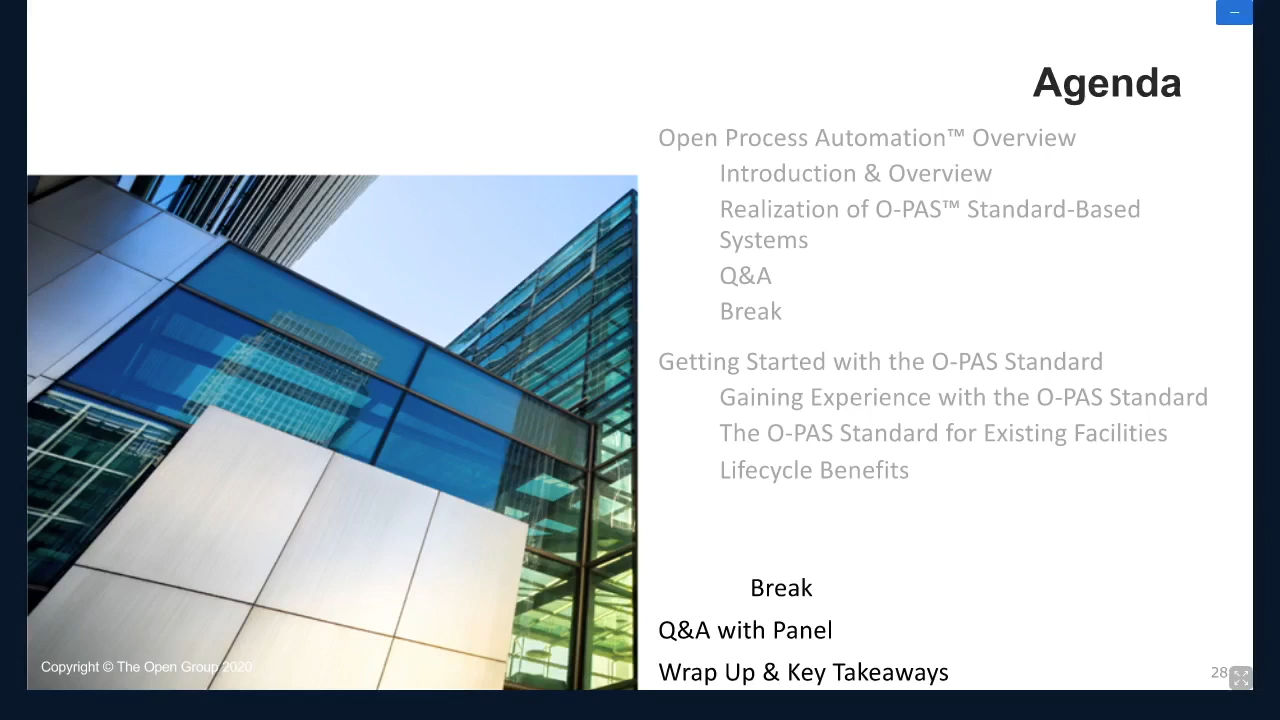 Agenda
Open Process Automation™ Overview
Introduction & Overview
Realization of O-PAS™ Standard-Based
Systems
Q&A
Break
Getting Started with the O-PAS Standard
Gaining Experience with the O-PAS Standard
The O-PAS Standard for Existing Facilities
Lifecycle Benefits
Break
Q&A with Panel
Wrap Up & Key Takeaways
Copyright © The Open Group 2020
28